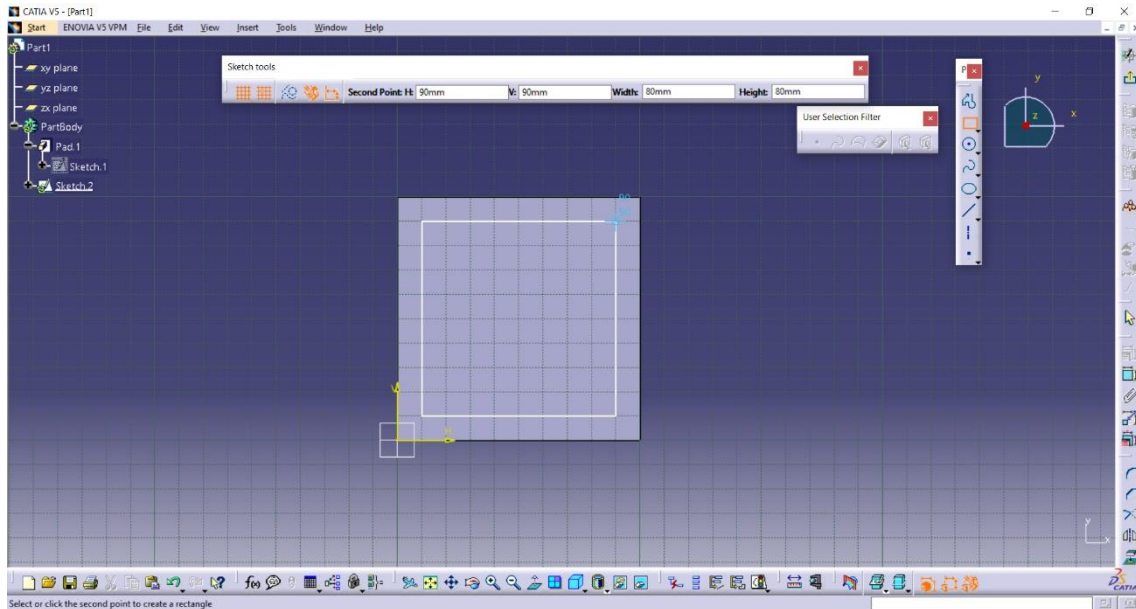 CATIA V5 - [Part1]
Start ENOVIA V5 VPM File Edit View Insert Tools Window Help
Part1
xy plane
yz plane
zx plane
PartBody
Pad.1
Sketch.1
Sketch.2
Sketch tools
Second Point: H: 90mm V: 90mm Width: 80mm Height: 80mm
User Selection Filter
P
y
z x
90
V
H
y
x
f(x)
CATIA
Select or click the second point to create a rectangle